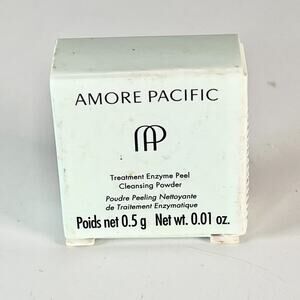 AMORE PACIFIC
AP
Treatment Enzyme Peel
Cleansing Powder
Poudre Peeling Nettoyante
de Traitement Enzymatique
Poids net 0.5 g Net wt. 0.01 oz.